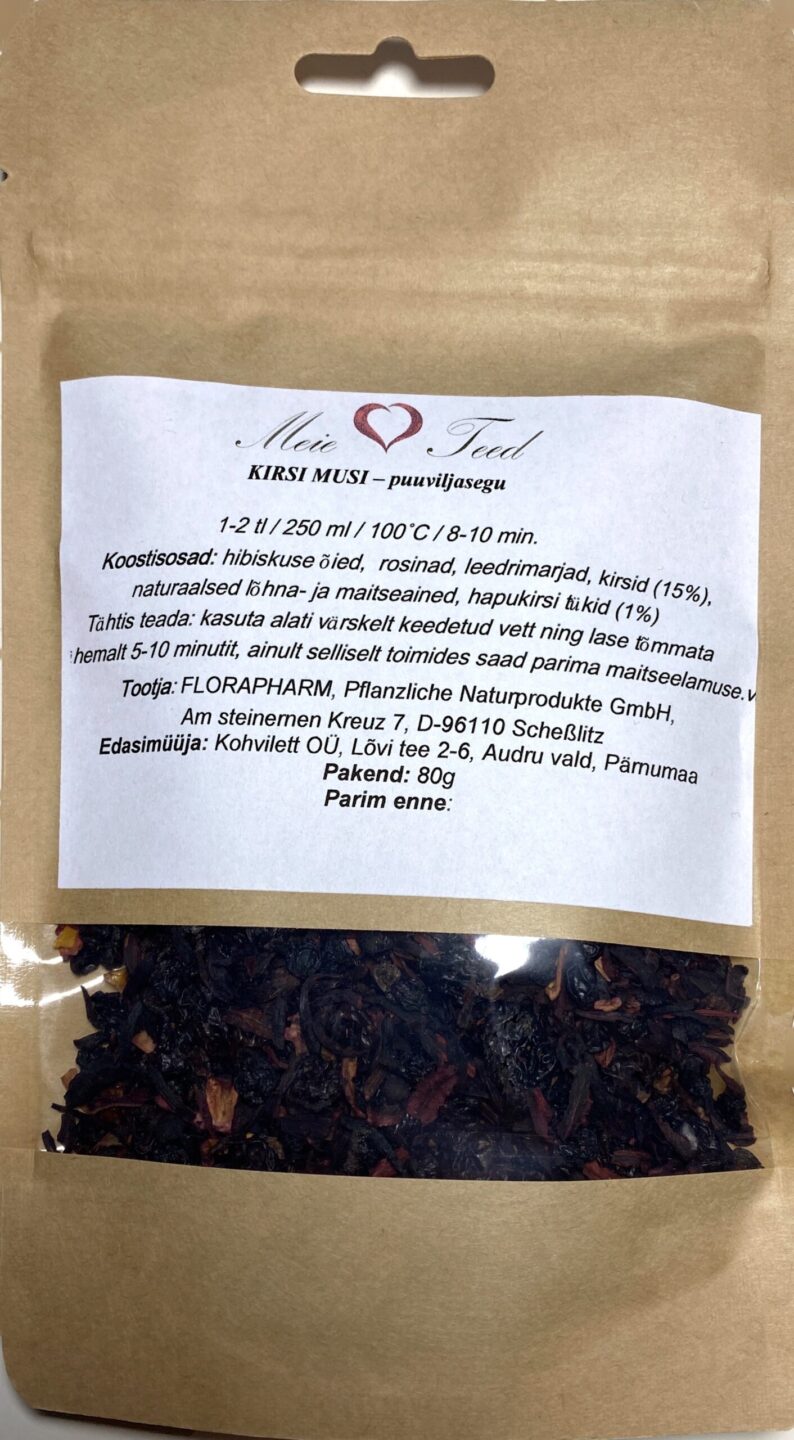 Meie Teed
KIRSI MUSI – puuviljasegu
1-2 tl / 250 ml / 100°C / 8-10 min.
Koostisosad: hibiskuse õied, rosinad, leedrimarjad, kirsid (15%),
naturaalsed lõhna- ja maitseained, hapukirsi tükid (1%)
Tähtis teada: kasuta alati värskelt keedetud vett ning lase tõmmata
hemalt 5-10 minutit, ainult selliselt toimides saad parima maitseelamuse.v
Tootja: FLORAPHARM, Pflanzliche Naturprodukte GmbH,
Am steinernen Kreuz 7, D-96110 Scheßlitz
Edasimüüja: Kohvilett OÜ, Lõvi tee 2-6, Audru vald, Pärnumaa
Pakend: 80g
Parim enne: